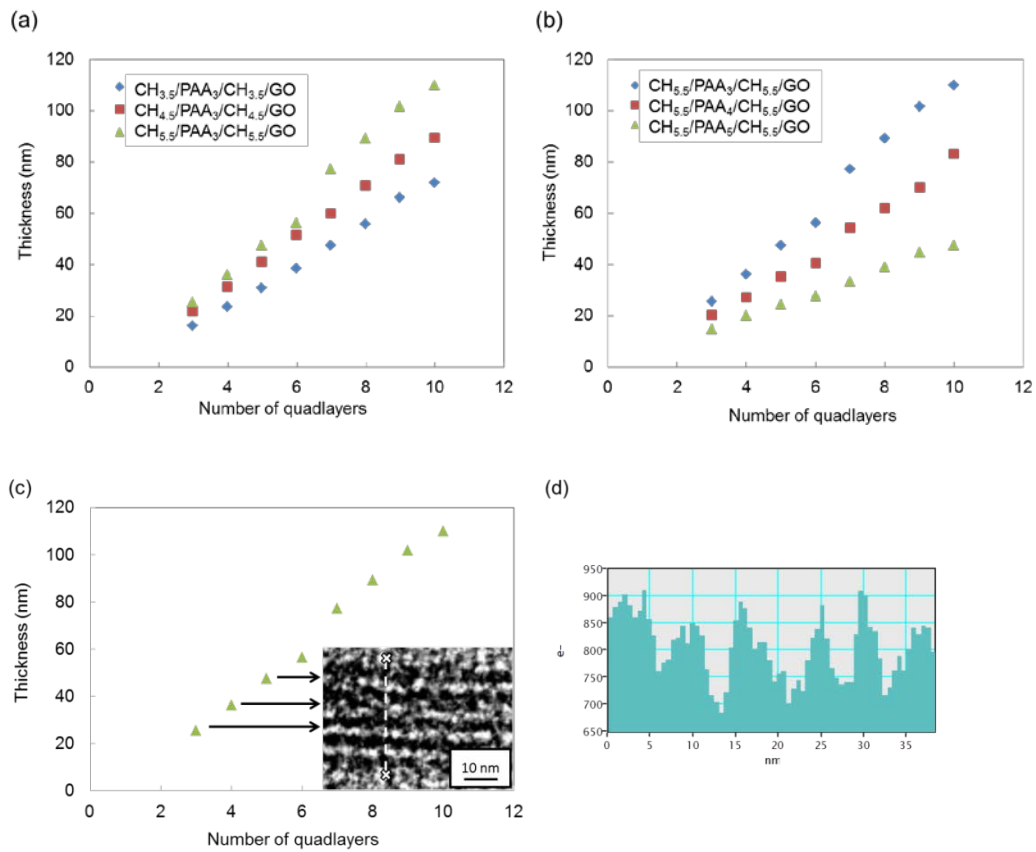 (a)
120
100
80
60
40
20
0
Thickness (nm)
CH3.5/PAA3/CH3.5/GO
CH4.5/PAA3/CH4.5/GO
CH5.5/PAA3/CH5.5/GO
0 2 4 6 8 10 12
Number of quadlayers
(b)
120
100
80
60
40
20
0
Thickness (nm)
CH5.5/PAA3/CH5.5/GO
CH5.5/PAA4/CH5.5/GO
CH5.5/PAA5/CH5.5/GO
0 2 4 6 8 10 12
Number of quadlayers
(c)
120
100
80
60
40
20
0
Thickness (nm)
10 nm
0 2 4 6 8 10 12
Number of quadlayers
(d)
950
900
850
800
750
700
650
e-
0 5 10 15 20 25 30 35
nm